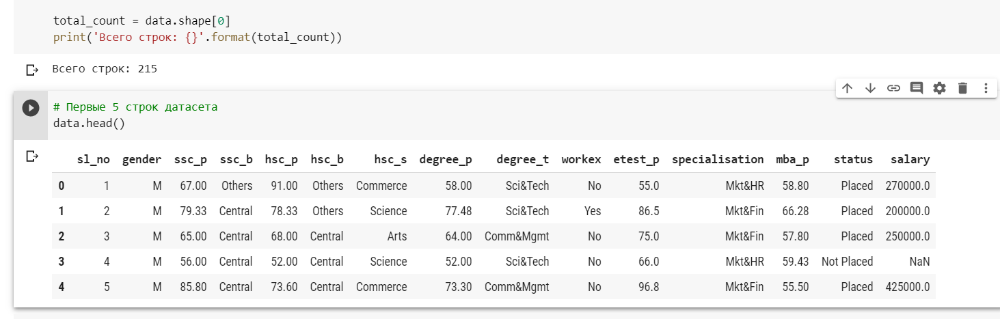 total_count = data.shape[0]
print('Всего строк: {}'.format(total_count))
Всего строк: 215
# Первые 5 строк датасета
data.head()
sl_no gender ssc_p ssc_b hsc_p hsc_b hsc_s degree_p degree_t workex etest_p specialisation mba_p status salary
0 1 M 67.00 Others 91.00 Others Commerce 58.00 Sci&Tech No 55.0 Mkt&HR 58.80 Placed 270000.0
1 2 M 79.33 Central 78.33 Others Science 77.48 Sci&Tech Yes 86.5 Mkt&Fin 66.28 Placed 200000.0
2 3 M 65.00 Central 68.00 Central Arts 64.00 Comm&Mgmt No 75.0 Mkt&Fin 57.80 Placed 250000.0
3 4 M 56.00 Central 52.00 Central Science 52.00 Sci&Tech No 66.0 Mkt&HR 59.43 Not Placed NaN
4 5 M 85.80 Central 73.60 Central Commerce 73.30 Comm&Mgmt No 96.8 Mkt&Fin 55.50 Placed 425000.0